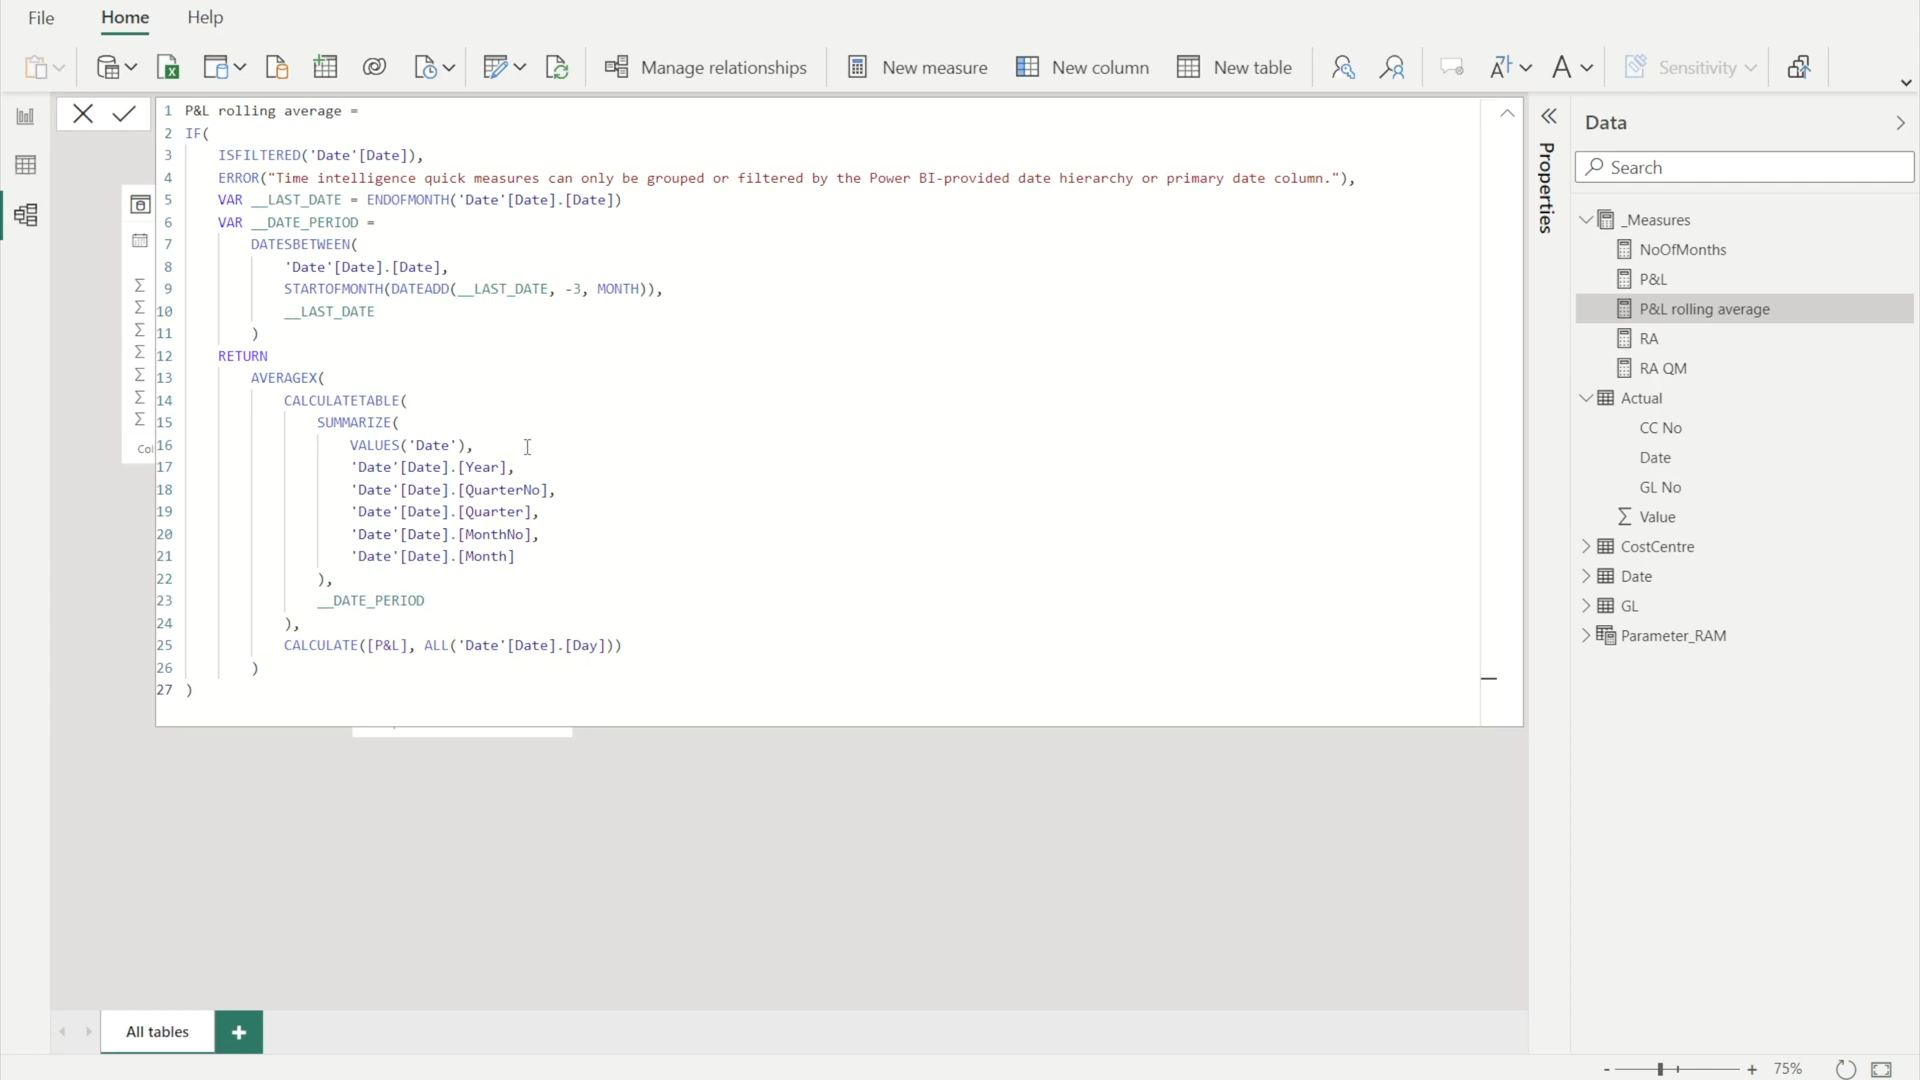 File Home Help
Manage relationships New measure New column New table Sensitivity
1 P&L rolling average =
2 IF(
3 ISFILTERED('Date'[Date]),
4 ERROR("Time intelligence quick measures can only be grouped or filtered by the Power BI-provided date hierarchy or primary date column."),
5 VAR __LAST_DATE = ENDOFMONTH('Date'[Date].[Date])
6 VAR __DATE_PERIOD =
7 DATESBETWEEN(
8 'Date'[Date].[Date],
9 STARTOFMONTH(DATEADD(__LAST_DATE, -3, MONTH)),
10 __LAST_DATE
11 )
12 RETURN
13 AVERAGEX(
14 CALCULATETABLE(
15 SUMMARIZE(
16 VALUES('Date'),
17 'Date'[Date].[Year],
18 'Date'[Date].[QuarterNo],
19 'Date'[Date].[Quarter],
20 'Date'[Date].[MonthNo],
21 'Date'[Date].[Month]
22 ),
23 __DATE_PERIOD
24 ),
25 CALCULATE([P&L], ALL('Date'[Date].[Day]))
26 )
27 )
Col
Properties
Data
Search
_Measures
NoOfMonths
P&L
P&L rolling average
RA
RA QM
Actual
CC No
Date
GL No
Value
CostCentre
Date
GL
Parameter_RAM
All tables +
- + 75%